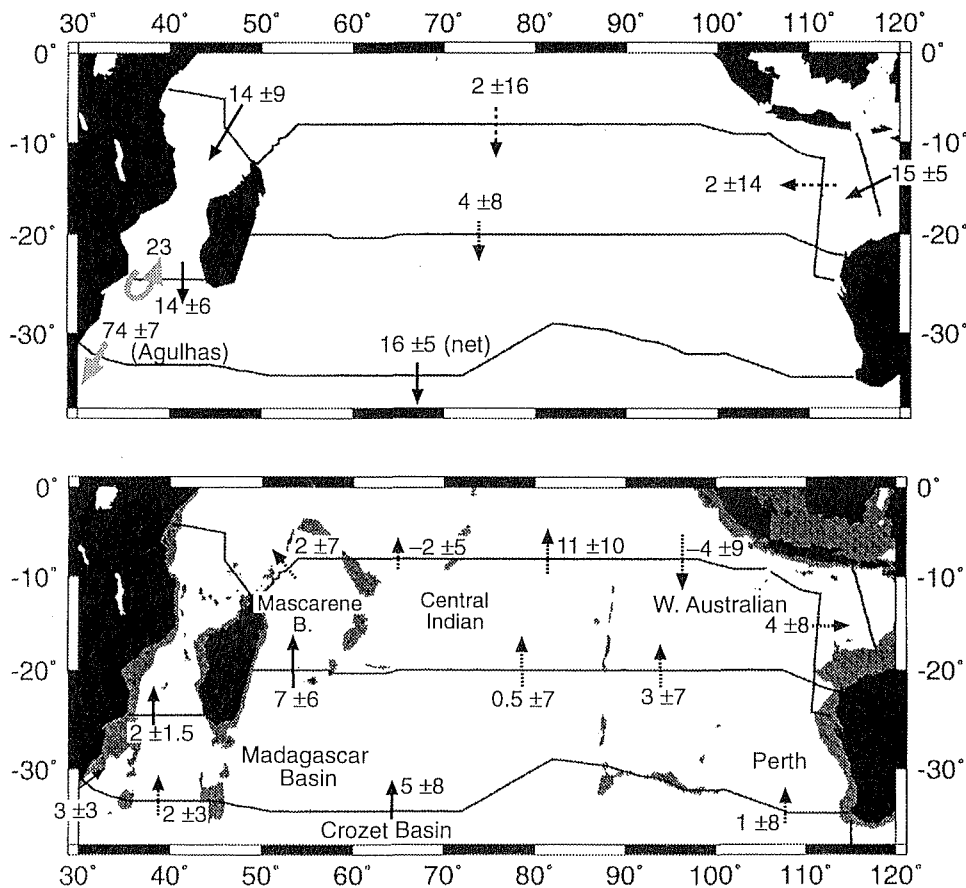 30° 40° 50° 60° 70° 80° 90° 100° 110° 120°
0° 0°
14 ±9 2 ±16
-10° -10°
2 ±14 15 ±5
4 ±8
-20° -20°
23
14 ±6
-30° 74 ±7 -30°
(Agulhas) 16 ±5 (net)
30° 40° 50° 60° 70° 80° 90° 100° 110° 120°
0° 0°
2 ±7 −2 ±5 11 ±10 −4 ±9
-10° -10°
Mascarene Central W. Australian
B. Indian 4 ±8
-20° -20°
7 ±6 0.5 ±7 3 ±7
2 ±1.5
Madagascar Perth
Basin
-30° -30°
3 ±3 2 ±3 5 ±8 1 ±8
Crozet Basin
30° 40° 50° 60° 70° 80° 90° 100° 110° 120°